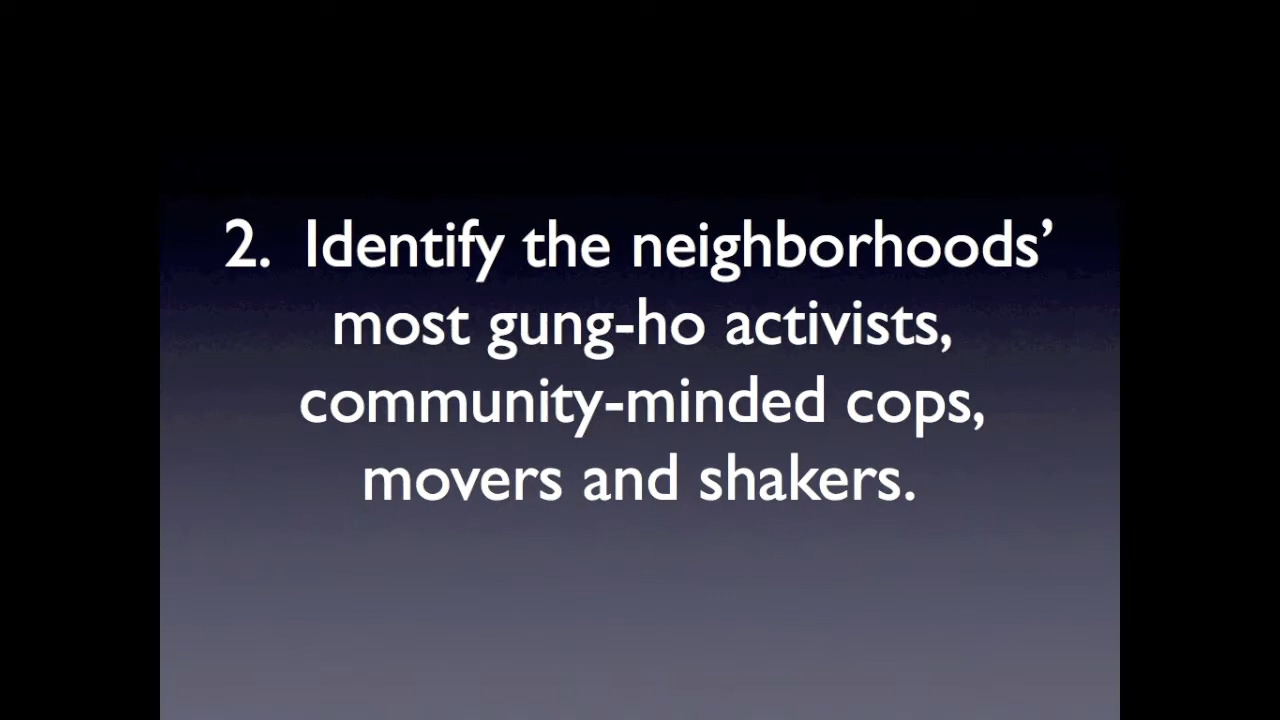 2. Identify the neighborhoods’
most gung-ho activists,
community-minded cops,
movers and shakers.